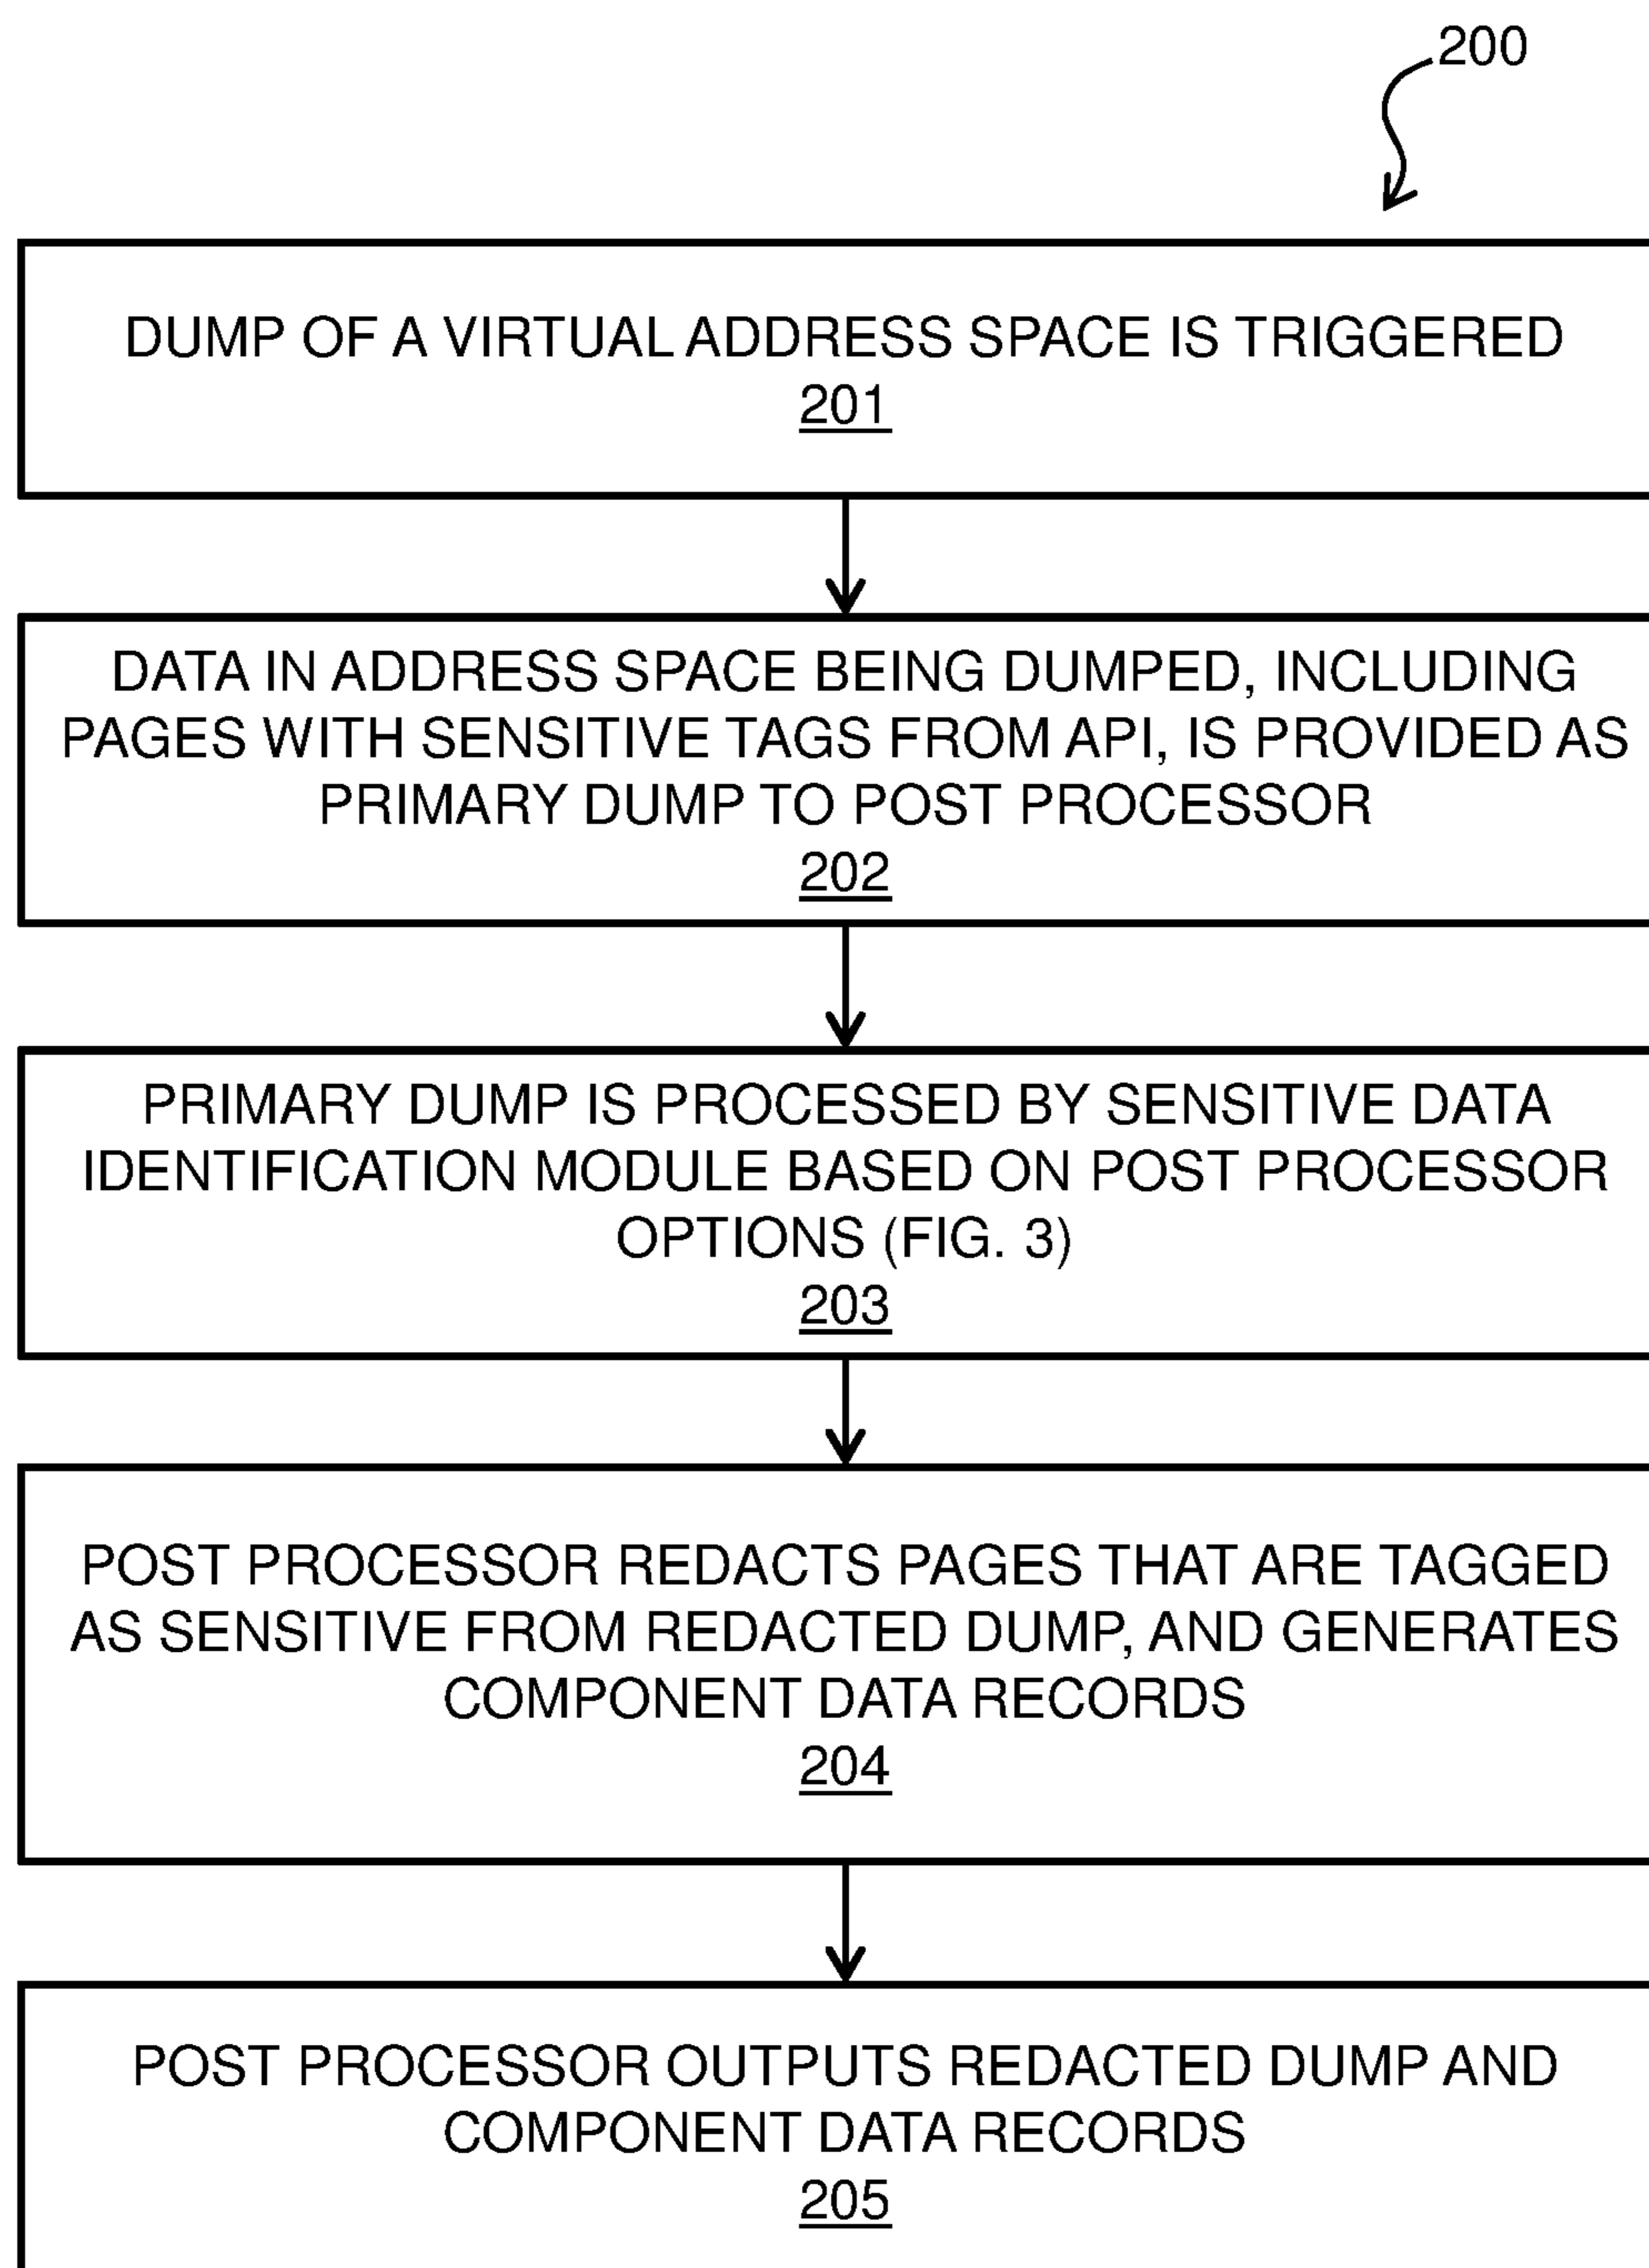 200
DUMP OF A VIRTUAL ADDRESS SPACE IS TRIGGERED
201
DATA IN ADDRESS SPACE BEING DUMPED, INCLUDING
PAGES WITH SENSITIVE TAGS FROM API, IS PROVIDED AS
PRIMARY DUMP TO POST PROCESSOR
202
PRIMARY DUMP IS PROCESSED BY SENSITIVE DATA
IDENTIFICATION MODULE BASED ON POST PROCESSOR
OPTIONS (FIG. 3)
203
POST PROCESSOR REDACTS PAGES THAT ARE TAGGED
AS SENSITIVE FROM REDACTED DUMP, AND GENERATES
COMPONENT DATA RECORDS
204
POST PROCESSOR OUTPUTS REDACTED DUMP AND
COMPONENT DATA RECORDS
205